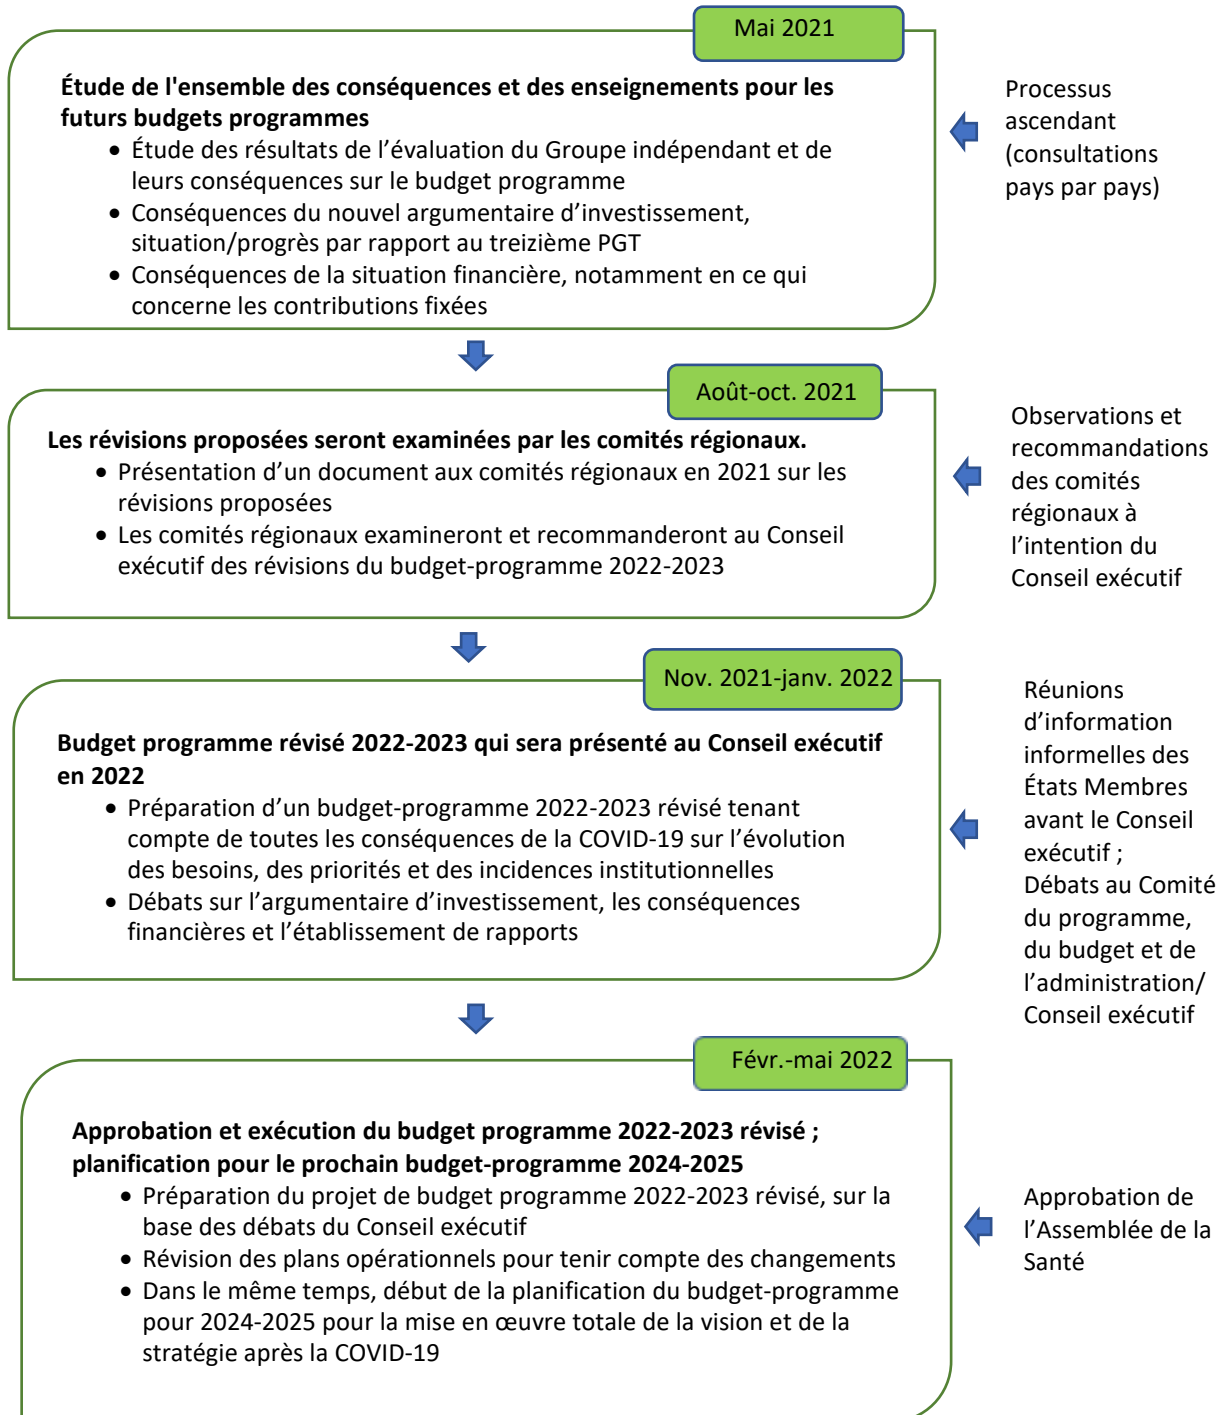 Mai 2021
Étude de l'ensemble des conséquences et des enseignements pour les
futurs budgets programmes
• Étude des résultats de l’évaluation du Groupe indépendant et de
leurs conséquences sur le budget programme
• Conséquences du nouvel argumentaire d’investissement,
situation/progrès par rapport au treizième PGT
• Conséquences de la situation financière, notamment en ce qui
concerne les contributions fixées
Processus
ascendant
(consultations
pays par pays)
Août-oct. 2021
Les révisions proposées seront examinées par les comités régionaux.
• Présentation d’un document aux comités régionaux en 2021 sur les
révisions proposées
• Les comités régionaux examineront et recommanderont au Conseil
exécutif des révisions du budget-programme 2022-2023
Observations et
recommandations
des comités
régionaux à
l’intention du
Conseil exécutif
Nov. 2021-janv. 2022
Budget programme révisé 2022-2023 qui sera présenté au Conseil exécutif
en 2022
• Préparation d’un budget-programme 2022-2023 révisé tenant
compte de toutes les conséquences de la COVID-19 sur l’évolution
des besoins, des priorités et des incidences institutionnelles
• Débats sur l’argumentaire d’investissement, les conséquences
financières et l’établissement de rapports
Réunions
d’information
informelles des
États Membres
avant le Conseil
exécutif ;
Débats au Comité
du programme,
du budget et de
l’administration/
Conseil exécutif
Févr.-mai 2022
Approbation et exécution du budget programme 2022-2023 révisé ;
planification pour le prochain budget-programme 2024-2025
• Préparation du projet de budget programme 2022-2023 révisé, sur la
base des débats du Conseil exécutif
• Révision des plans opérationnels pour tenir compte des changements
• Dans le même temps, début de la planification du budget-programme
pour 2024-2025 pour la mise en œuvre totale de la vision et de la
stratégie après la COVID-19
Approbation de
l’Assemblée de la
Santé